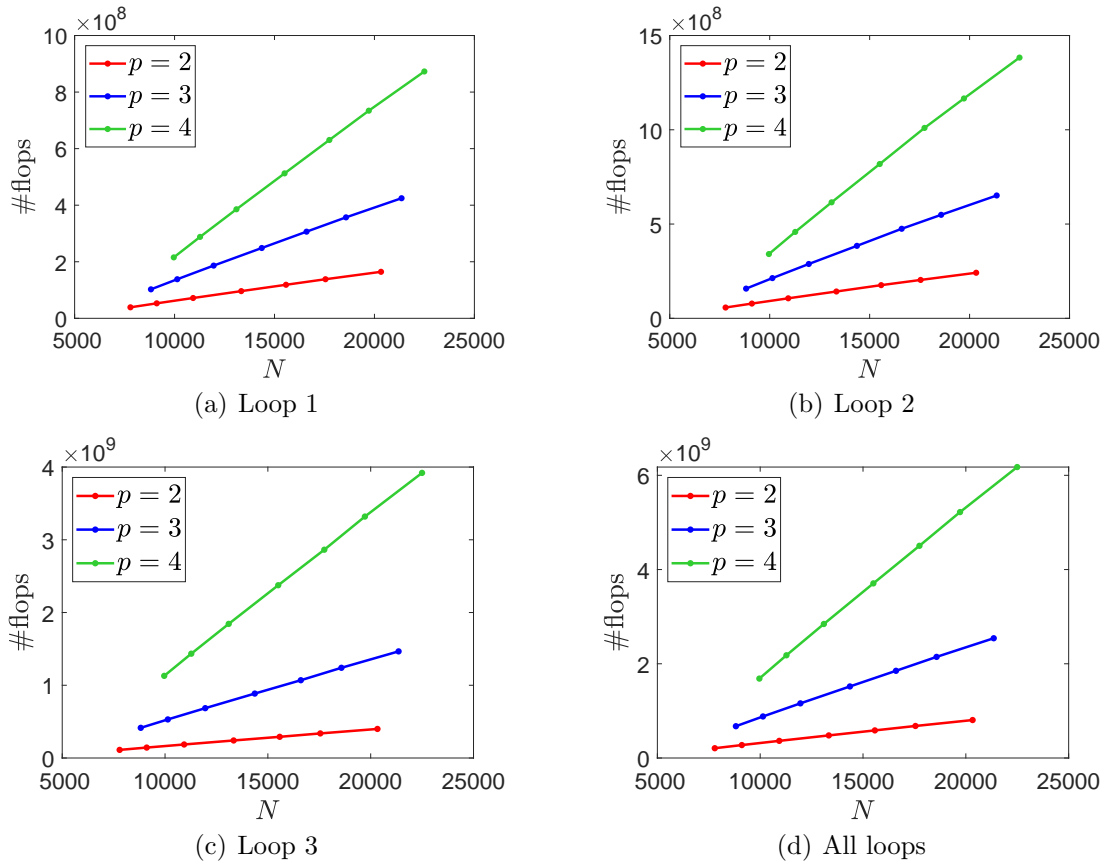 ×10^8
10
8
6
4
2
0
#flops
p = 2
p = 3
p = 4
5000 10000 15000 20000 25000
N
(a) Loop 1
×10^8
15
10
5
0
#flops
p = 2
p = 3
p = 4
5000 10000 15000 20000 25000
N
(b) Loop 2
×10^9
4
3
2
1
0
#flops
p = 2
p = 3
p = 4
5000 10000 15000 20000 25000
N
(c) Loop 3
×10^9
6
4
2
0
#flops
p = 2
p = 3
p = 4
5000 10000 15000 20000 25000
N
(d) All loops